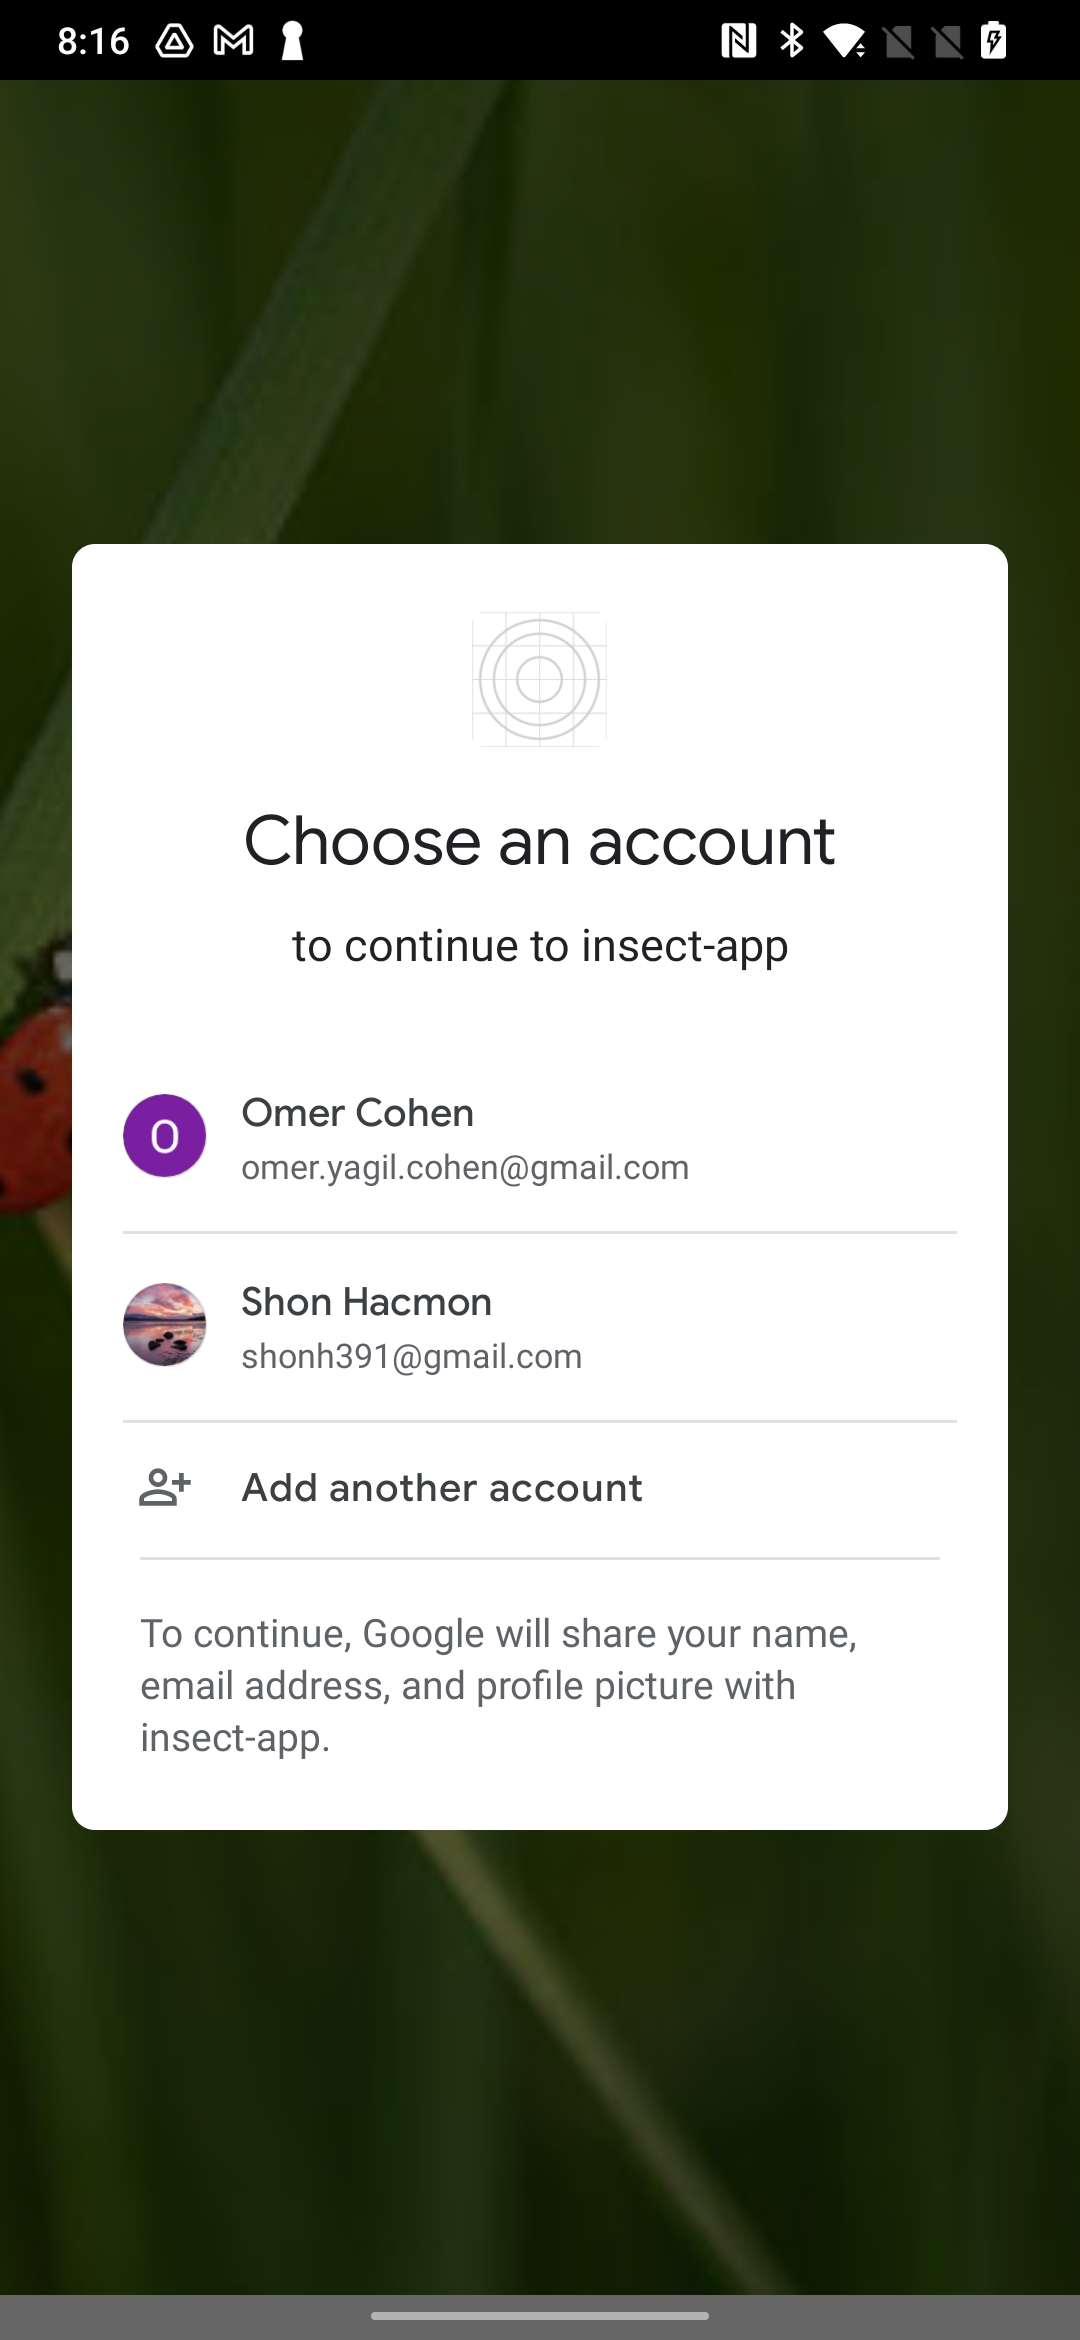 8:16
Choose an account
to continue to insect-app
O
Omer Cohen
omer.yagil.cohen@gmail.com
Shon Hacmon
shonh391@gmail.com
Add another account
To continue, Google will share your name,
email address, and profile picture with
insect-app.